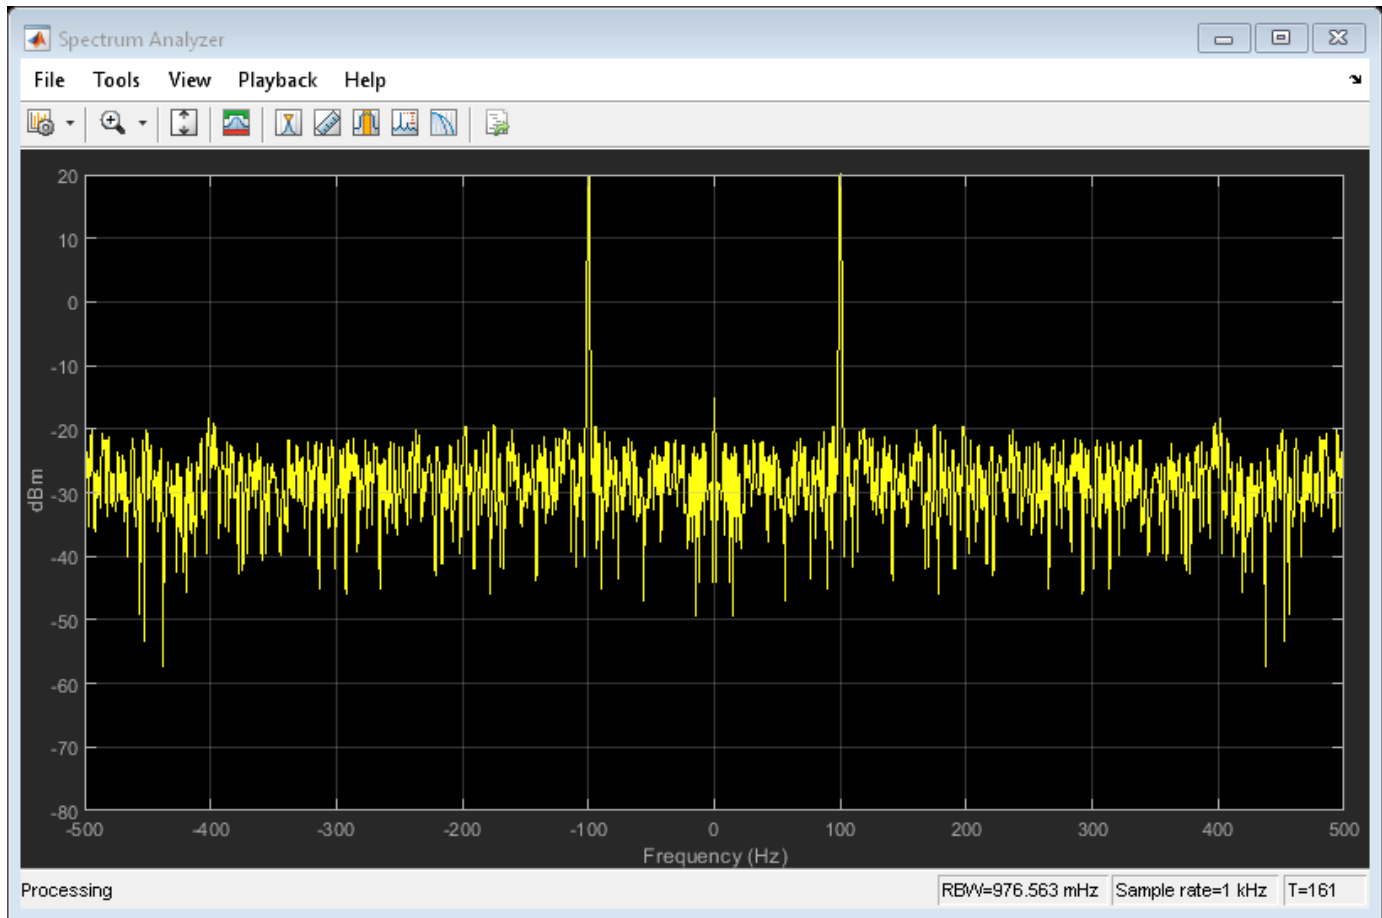 Spectrum Analyzer
File Tools View Playback Help
20
10
0
-10
-20
-30
-40
-50
-60
-70
-80
dBm
-500 -400 -300 -200 -100 0 100 200 300 400 500
Frequency (Hz)
Processing RBW=976.563 mHz Sample rate=1 kHz T=161